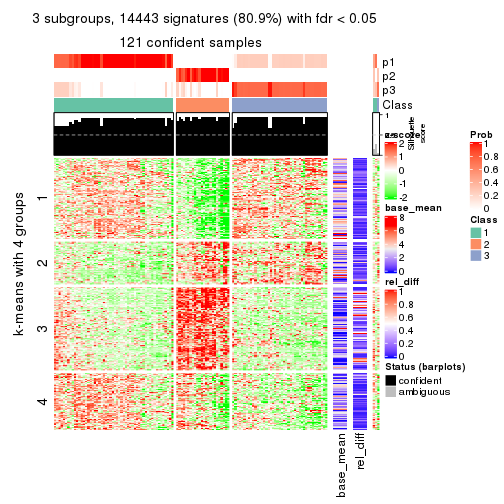 3 subgroups, 14443 signatures (80.9%) with fdr < 0.05
121 confident samples
p1
p2
p3
Class
1
Silhouette
score
z-score
2
1
0
-1
-2
Prob
1
0.8
0.6
0.4
0.2
0
base_mean
8
6
4
2
0
Class
1
2
3
rel_diff
1
0.8
0.6
0.4
0.2
0
Status (barplots)
confident
ambiguous
k-means with 4 groups
1
2
3
4
base_mean
rel_diff